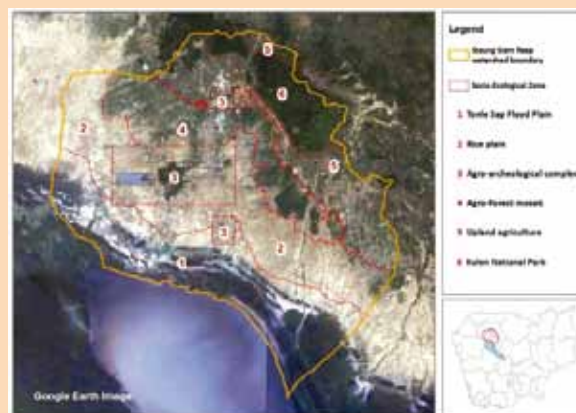 5
6
3
2
4
5
3
3
2
1
Google Earth Image
Legend
Stung Siem Reap
watershed boundary
Socio-Ecological Zone
1 Tonle Sap Flood Plain
2 Rice plain
3 Agro-archeological complex
4 Agro-Forest mosaic
5 Upland agriculture
6 Kulen National Park